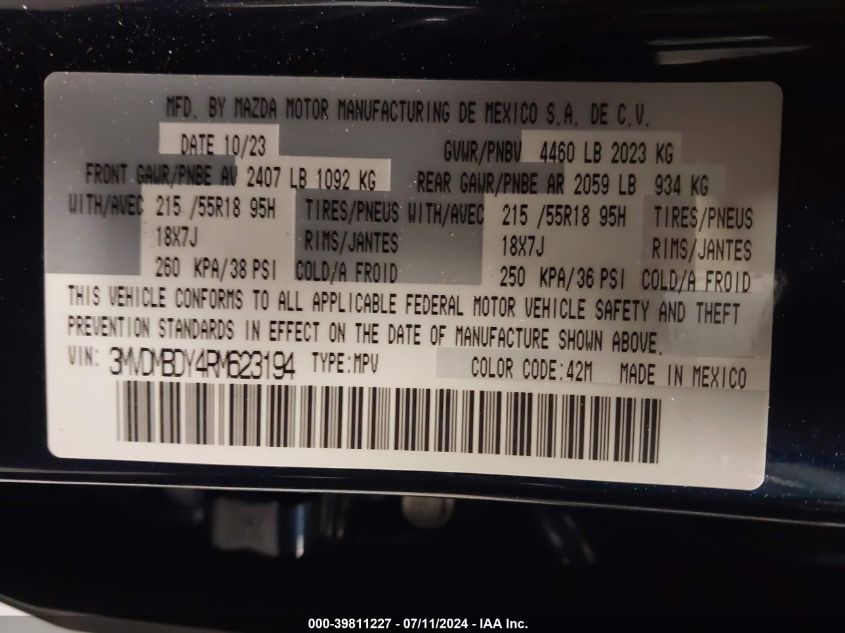 MFD. BY MAZDA MOTOR MANUFACTURING DE MEXICO S.A. DE C.V.
DATE 10/23 GVWR/PNBV 4460 LB 2023 KG
FRONT GAWR/PNBE AV 2407 LB 1092 KG REAR GAWR/PNBE AR 2059 LB 934 KG
WITH/AVEC 215 /55R18 95H TIRES/PNEUS WITH/AVEC 215 /55R18 95H TIRES/PNEUS
18X7J RIMS/JANTES 18X7J RIMS/JANTES
260 KPA/38 PSI COLD/A FROID 250 KPA/36 PSI COLD/A FROID
THIS VEHICLE CONFORMS TO ALL APPLICABLE FEDERAL MOTOR VEHICLE SAFETY AND THEFT
PREVENTION STANDARDS IN EFFECT ON THE DATE OF MANUFACTURE SHOWN ABOVE.
VIN: 3MVDMBDY4RM623194 TYPE:MPV COLOR CODE:42M MADE IN MEXICO
000-39811227 - 07/11/2024 - IAA Inc.